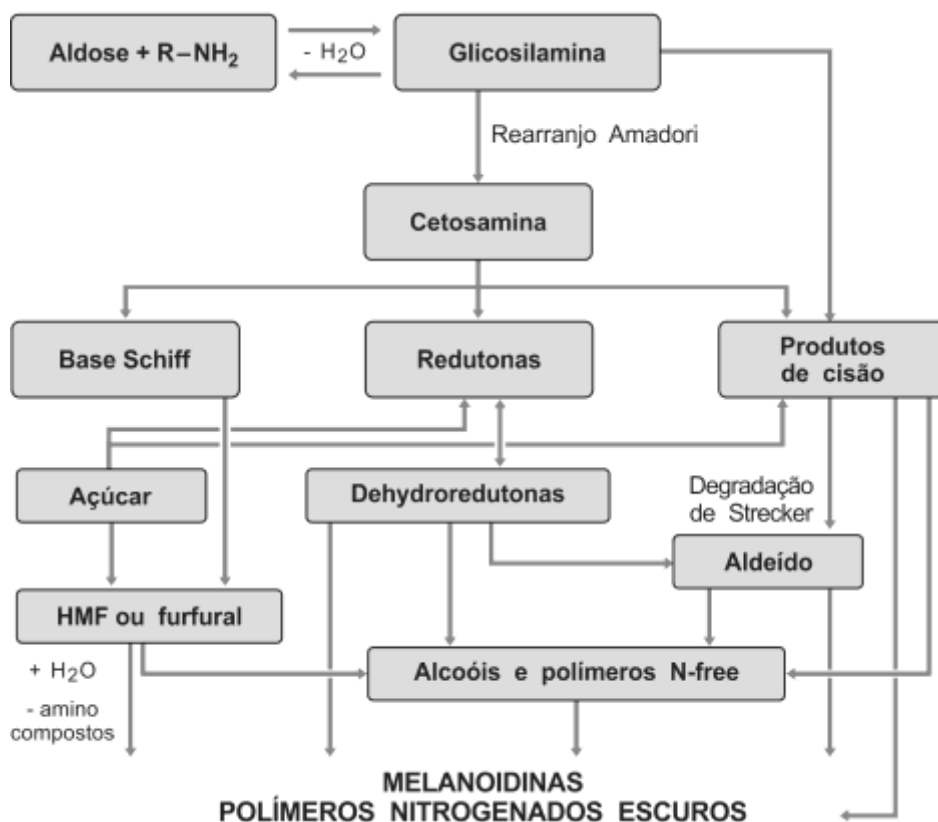 Aldose + R–NH2
- H2O
Glicosilamina
Rearranjo Amadori
Cetosamina
Base Schiff
Redutonas
Produtos
de cisão
Açúcar
Dehydroredutonas
Degradação
de Strecker
Aldeído
HMF ou furfural
+ H2O
- amino
compostos
Alcoóis e polímeros N-free
MELANOIDINAS
POLÍMEROS NITROGENADOS ESCUROS